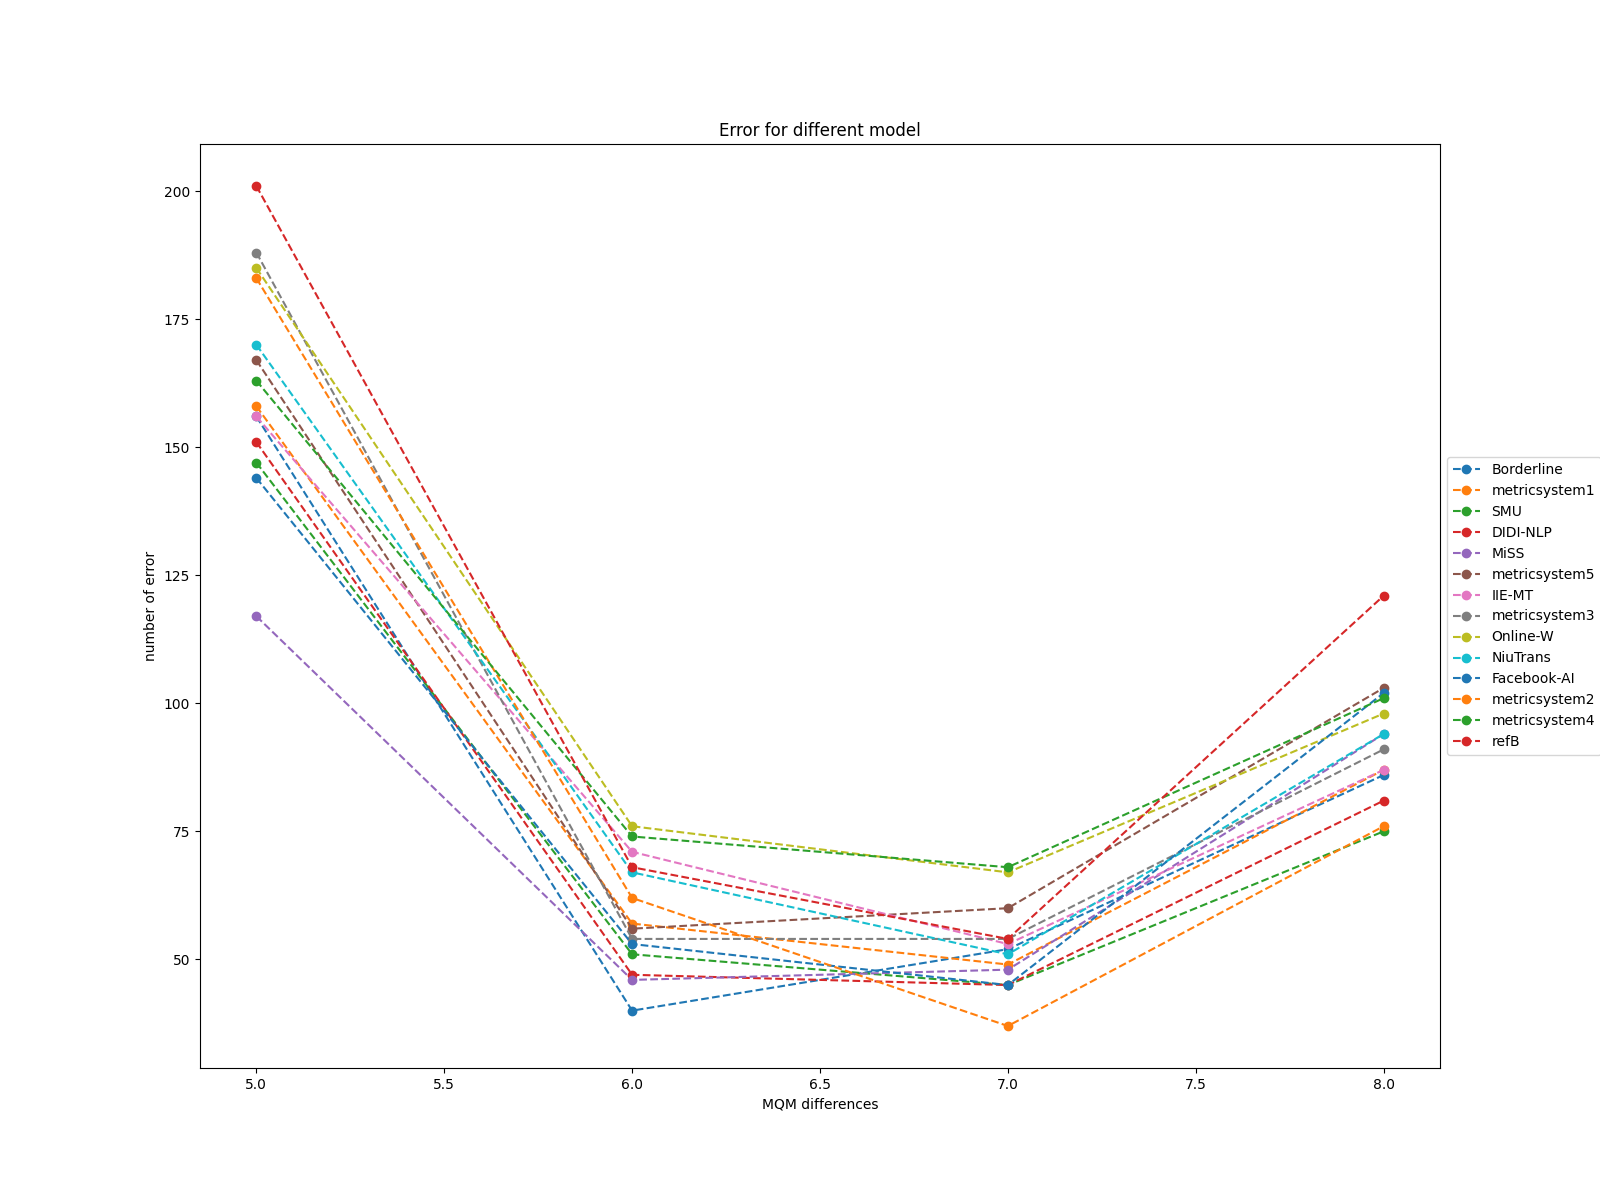 Error for different model
number of error
200
175
150
125
100
75
50
5.0 5.5 6.0 6.5 7.0 7.5 8.0
MQM differences
Borderline
metricsystem1
SMU
DIDI-NLP
MiSS
metricsystem5
IIE-MT
metricsystem3
Online-W
NiuTrans
Facebook-AI
metricsystem2
metricsystem4
refB